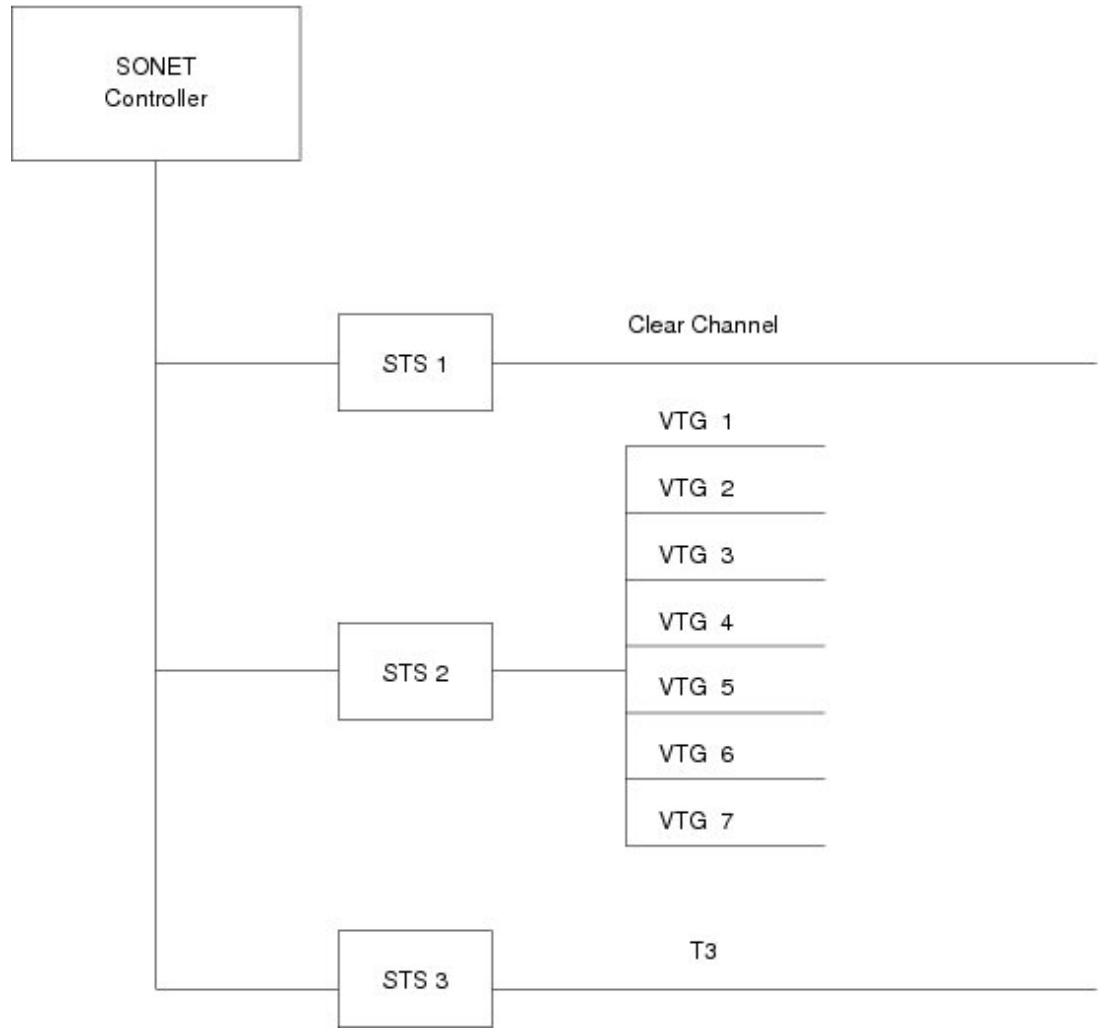 SONET
Controller
Clear Channel
STS 1
VTG 1
VTG 2
VTG 3
VTG 4
STS 2
VTG 5
VTG 6
VTG 7
T3
STS 3